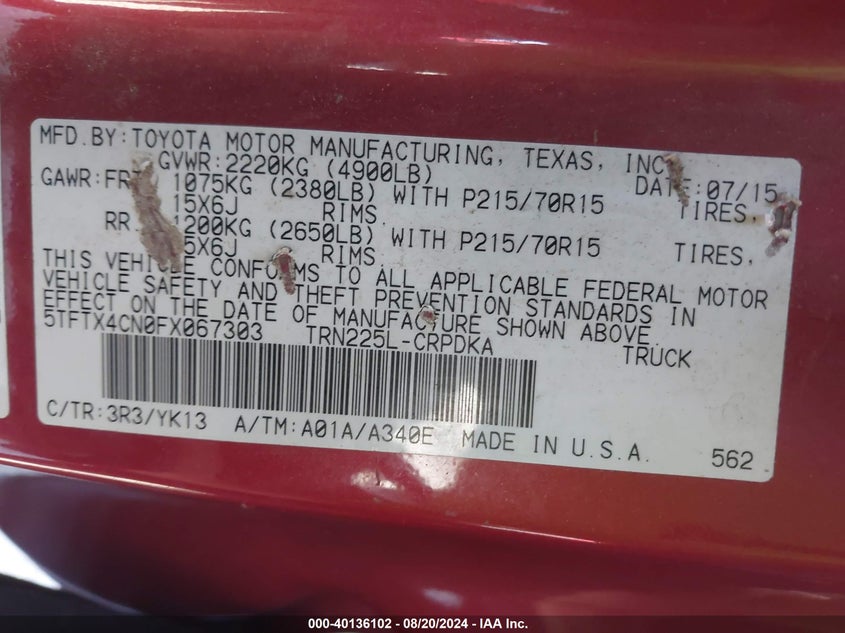 MFD.BY:TOYOTA MOTOR MANUFACTURING, TEXAS, INC.
GVWR:2220KG (4900LB) DATE:07/15
GAWR:FRT 1075KG (2380LB) WITH P215/70R15 TIRES,
15X6J RIMS
RR 1200KG (2650LB) WITH P215/70R15 TIRES,
15X6J RIMS
THIS VEHICLE CONFORMS TO ALL APPLICABLE FEDERAL MOTOR
VEHICLE SAFETY AND THEFT PREVENTION STANDARDS IN
EFFECT ON THE DATE OF MANUFACTURE SHOWN ABOVE.
5TFTX4CN0FX067303 TRN225L-CRPDKA TRUCK
C/TR:3R3/YK13 A/TM:A01A/A340E MADE IN U.S.A. 562
000-40136102 - 08/20/2024 - IAA Inc.